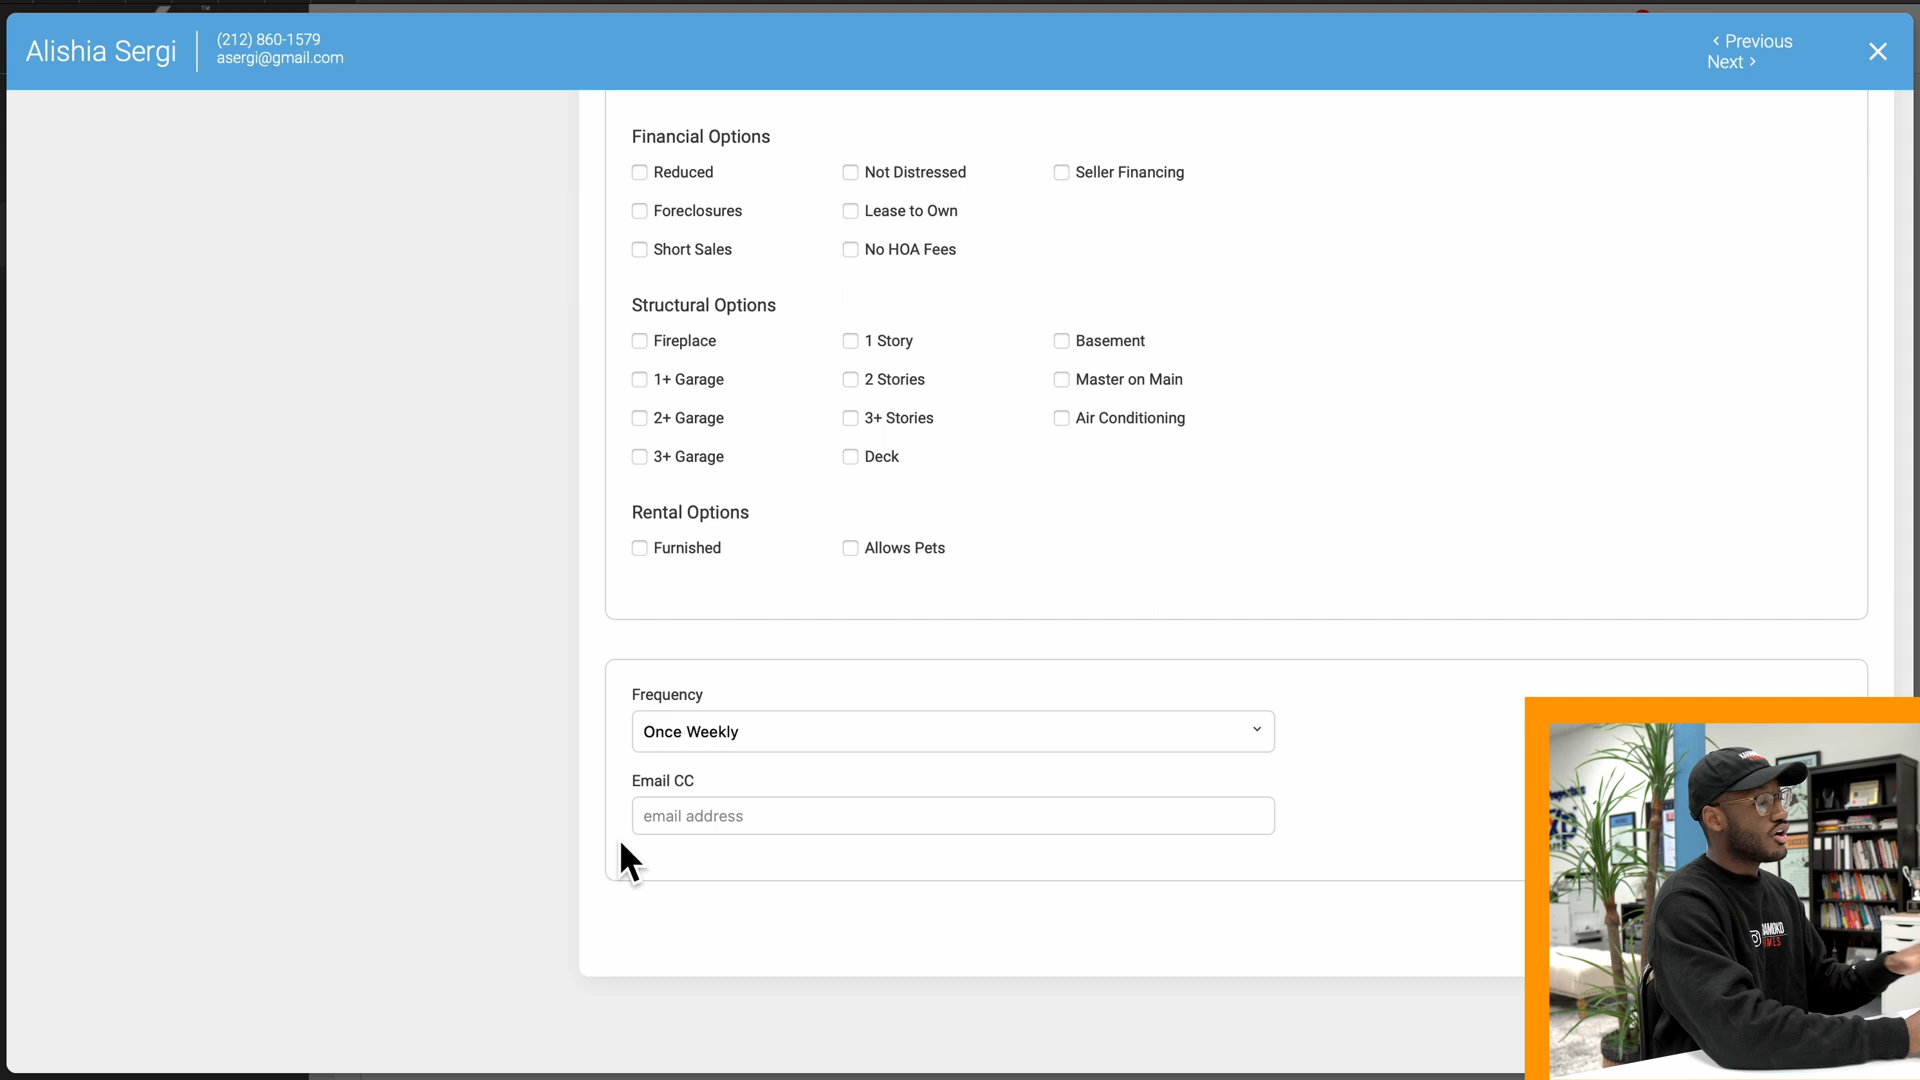 Alishia Sergi
(212) 860-1579
asergi@gmail.com
< Previous
Next >
Financial Options
Reduced
Not Distressed
Seller Financing
Foreclosures
Lease to Own
Short Sales
No HOA Fees
Structural Options
Fireplace
1 Story
Basement
1+ Garage
2 Stories
Master on Main
2+ Garage
3+ Stories
Air Conditioning
3+ Garage
Deck
Rental Options
Furnished
Allows Pets
Frequency
Once Weekly
Email CC
email address